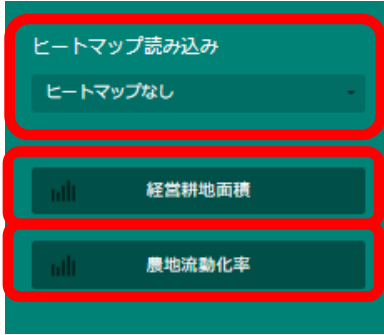 ヒートマップ読み込み
ヒートマップなし
経営耕地面積
農地流動化率